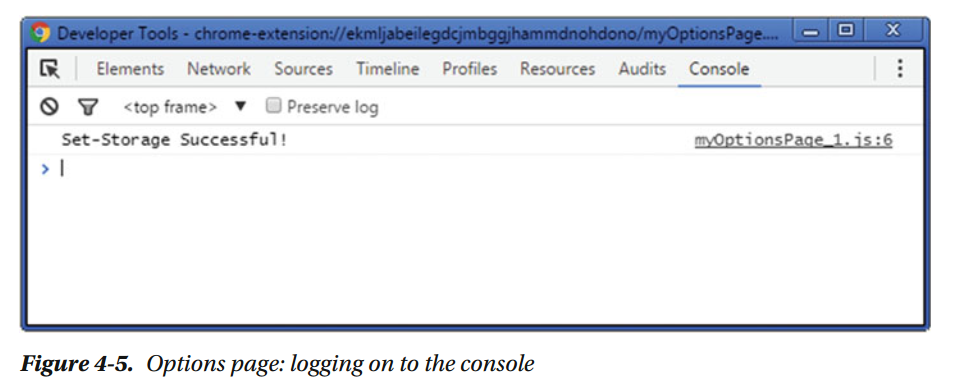 Developer Tools - chrome-extension://ekmljabeilegdcjmbggjhammdnohdono/myOptionsPage....
Elements Network Sources Timeline Profiles Resources Audits Console
<top frame> ▼ Preserve log
Set-Storage Successful! myOptionsPage_1.js:6
>
Figure 4-5. Options page: logging on to the console